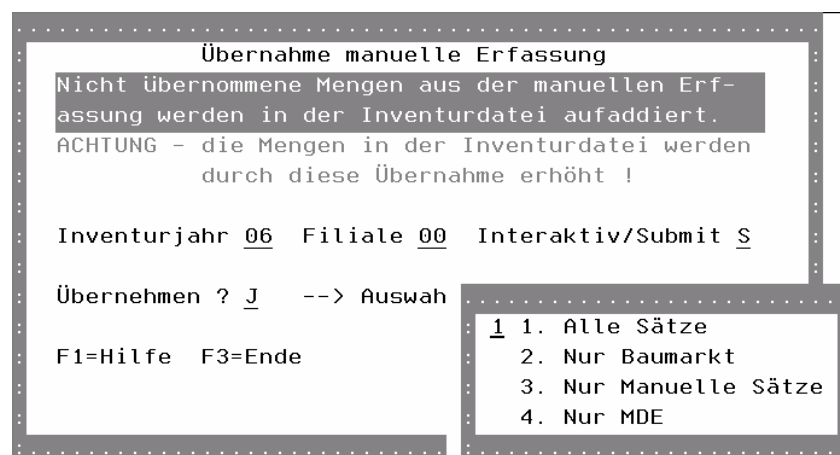 Übernahme manuelle Erfassung
Nicht übernommene Mengen aus der manuellen Erf-
assung werden in der Inventurdatei aufaddiert.
ACHTUNG - die Mengen in der Inventurdatei werden
durch diese Übernahme erhöht !
Inventurjahr 06 Filiale 00 Interaktiv/Submit S
Übernehmen ? J --> Auswah
F1=Hilfe F3=Ende
1 1. Alle Sätze
2. Nur Baumarkt
3. Nur Manuelle Sätze
4. Nur MDE